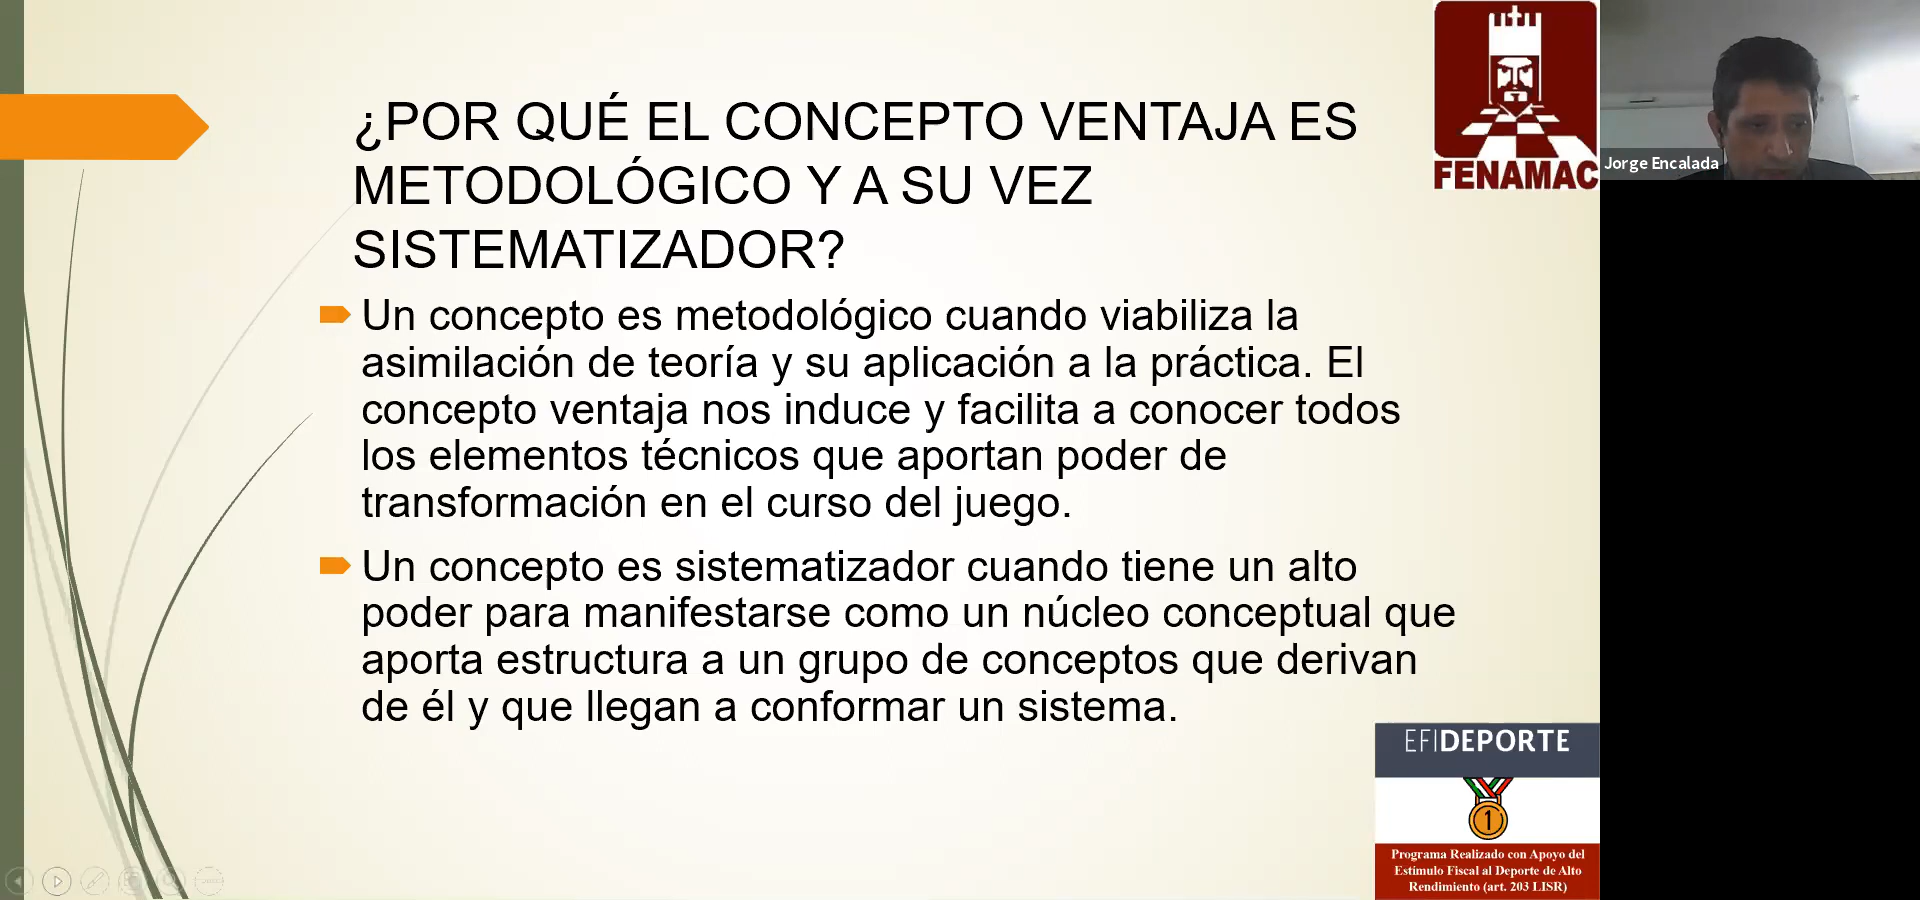 ¿POR QUÉ EL CONCEPTO VENTAJA ES
METODOLÓGICO Y A SU VEZ
SISTEMATIZADOR?
Un concepto es metodológico cuando viabiliza la
asimilación de teoría y su aplicación a la práctica. El
concepto ventaja nos induce y facilita a conocer todos
los elementos técnicos que aportan poder de
transformación en el curso del juego.
Un concepto es sistematizador cuando tiene un alto
poder para manifestarse como un núcleo conceptual que
aporta estructura a un grupo de conceptos que derivan
de él y que llegan a conformar un sistema.
FENAMAC
Jorge Encalada
EFIDEPORTE
1
Programa Realizado con Apoyo del
Estímulo Fiscal al Deporte de Alto
Rendimiento (art. 203 LISR)